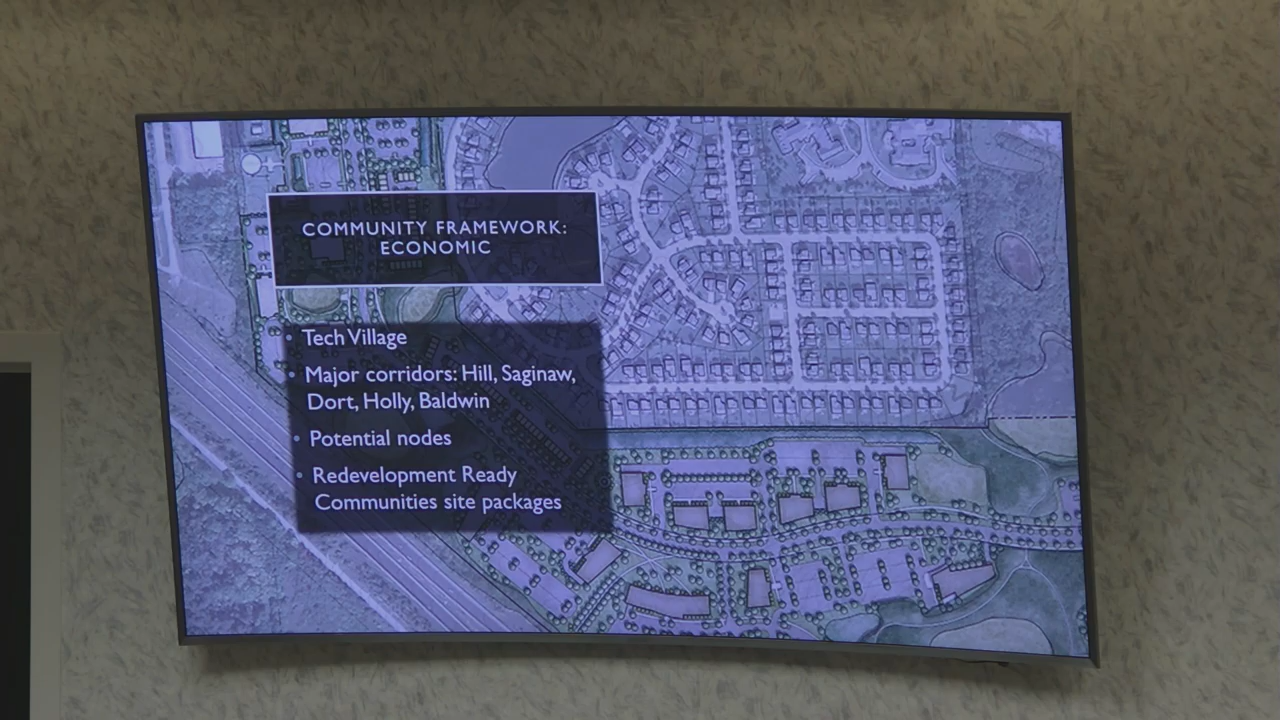 COMMUNITY FRAMEWORK:
ECONOMIC
• Tech Village
• Major corridors: Hill, Saginaw,
Dort, Holly, Baldwin
• Potential nodes
• Redevelopment Ready
Communities site packages